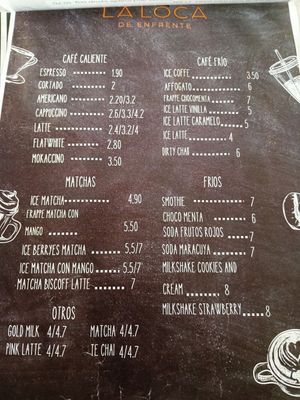 LA LOCA
DE ENFRENTE
CAFÉ CALIENTE
ESPRESSO ....... 1.90
CORTADO ....... 2
AMERICANO ....... 2.20/3.2
CAPPUCCINO ....... 2.6/3.3/4.2
LATTE ....... 2.4/3.2/4
FLATWHITE ....... 2.80
MOKACCINO ....... 3.50
CAFÉ FRÍO
ICE COFFE ....... 3.50
AFFOGATO ....... 6
FRAPPE CHOCOMENTA ....... 7
ICE LATTE VAINILLA ....... 5
ICE LATTE CARAMELO ....... 5
ICE LATTE ....... 4
DIRTY CHAI ....... 6
MATCHAS
ICE MATCHA ....... 4.90
FRAPPE MATCHA CON
MANGO ....... 5.50
ICE BERRYES MATCHA ....... 5.5/7
ICE MATCHA CON MANGO ....... 5.5/7
MATCHA BISCOFF LATTE ....... 7
FRIOS
SMOTHIE ....... 7
CHOCO MENTA ....... 6
SODA FRUTOS ROJOS ....... 7
SODA MARACUYA ....... 7
MILKSHAKE COOKIES AND
CREAM ....... 8
MILKSHAKE STRAWBERRY ....... 8
OTROS
GOLD MILK 4/4.7
MATCHA 4/4.7
PINK LATTE 4/4.7
TE CHAI 4/4.7